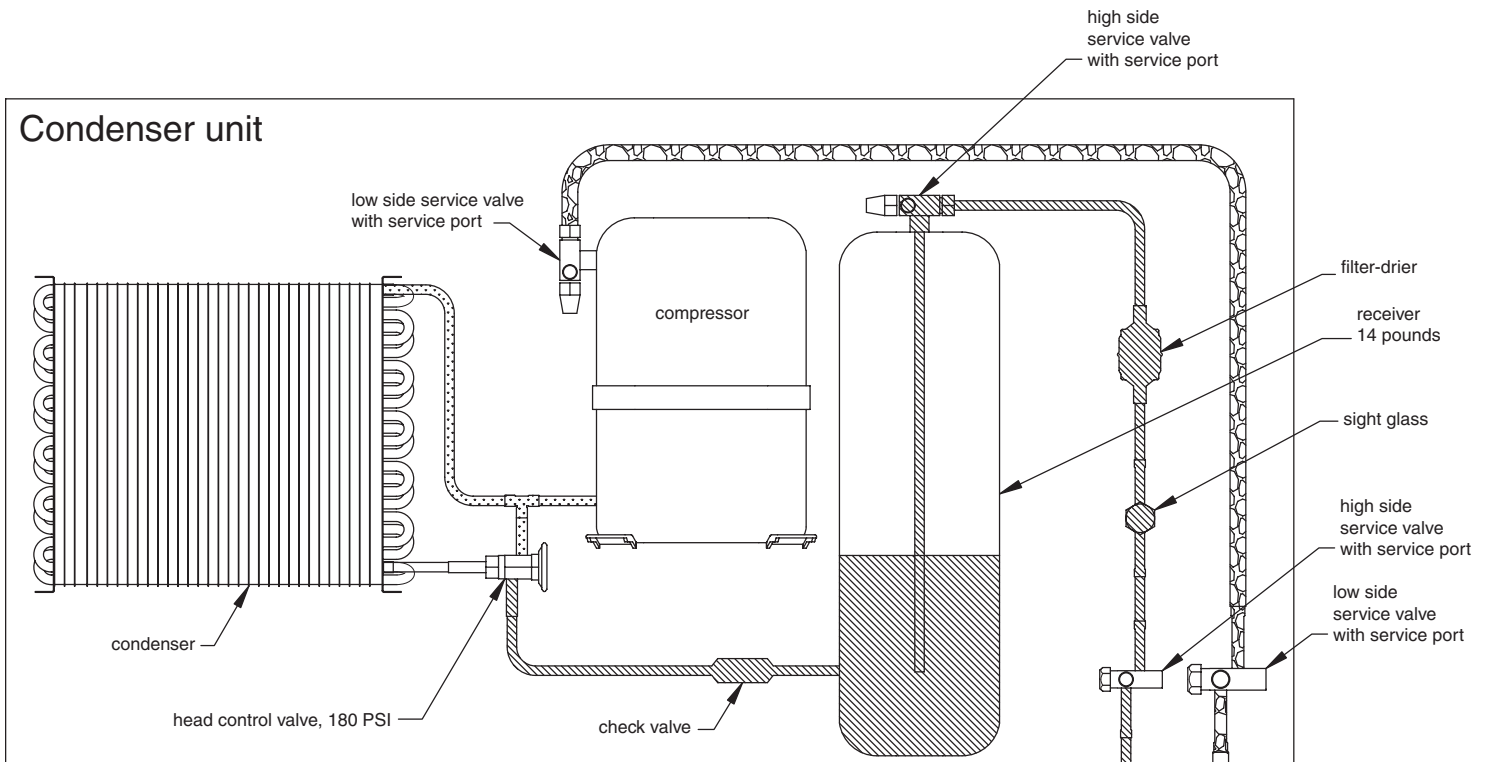 high side
service valve
with service port
Condenser unit
low side service valve
with service port
compressor
filter-drier
receiver
14 pounds
sight glass
high side
service valve
with service port
low side
service valve
with service port
condenser
head control valve, 180 PSI
check valve